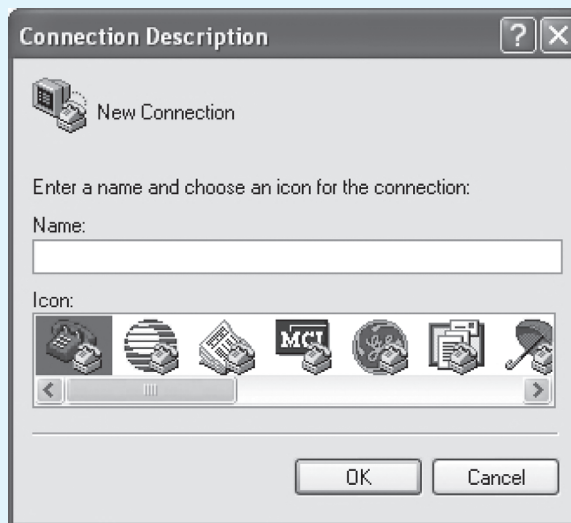 Connection Description
New Connection
Enter a name and choose an icon for the connection:
Name:
Icon:
MCI
OK
Cancel